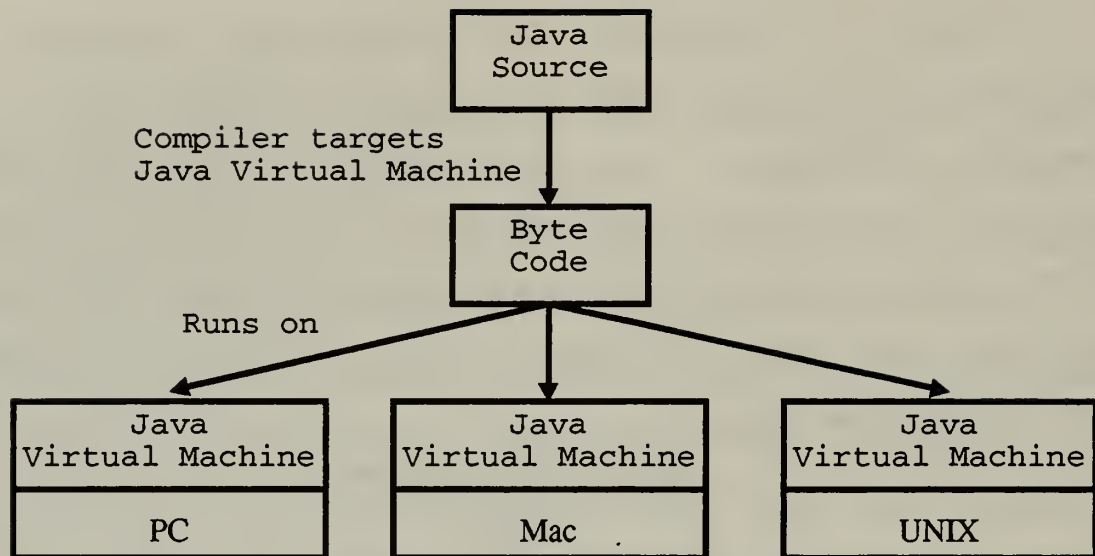 Java
Source
Compiler targets
Java Virtual Machine
Byte
Code
Runs on
Java
Virtual Machine
Java
Virtual Machine
Java
Virtual Machine
PC
Mac
UNIX